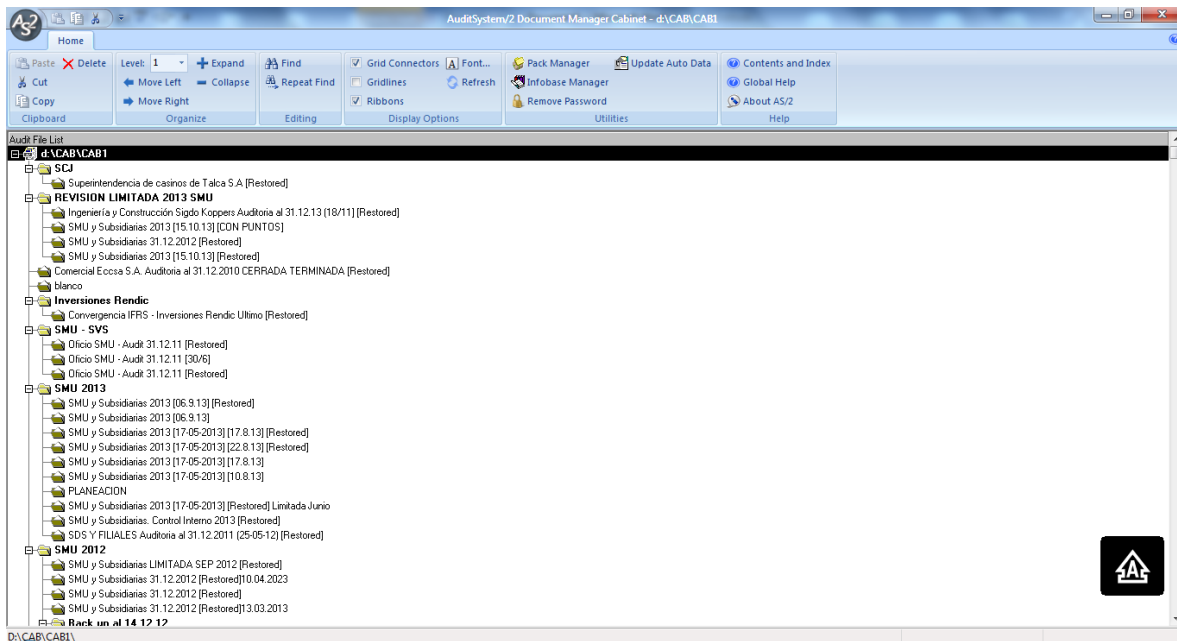 AuditSystem/2 Document Manager Cabinet - d:\CAB\CAB1
AS2
Home
Paste Delete Level: 1 Expand Find Grid Connectors A Font... Pack Manager Update Auto Data Contents and Index
Cut Move Left Collapse Repeat Find Gridlines Refresh Infobase Manager Global Help
Copy Move Right Ribbons Remove Password About AS/2
Clipboard Organize Editing Display Options Utilities Help
Audit File List
d:\CAB\CAB1
SCJ
Superintendencia de casinos de Talca S.A [Restored]
REVISION LIMITADA 2013 SMU
Ingeniería y Construcción Sigdo Koppers Auditoria al 31.12.13 (18/11) [Restored]
SMU y Subsidiarias 2013 [15.10.13] [CON PUNTOS]
SMU y Subsidiarias 31.12.2012 [Restored]
SMU y Subsidiarias 2013 [15.10.13] [Restored]
Comercial Eccsa S.A. Auditoria al 31.12.2010 CERRADA TERMINADA [Restored]
blanco
Inversiones Rendic
Convergencia IFRS - Inversiones Rendic Ultimo [Restored]
SMU - SVS
Oficio SMU - Audit 31.12.11 [Restored]
Oficio SMU - Audit 31.12.11 [30/6]
Oficio SMU - Audit 31.12.11 [Restored]
SMU 2013
SMU y Subsidiarias 2013 [06.9.13] [Restored]
SMU y Subsidiarias 2013 [06.9.13]
SMU y Subsidiarias 2013 [17-05-2013] [17.8.13] [Restored]
SMU y Subsidiarias 2013 [17-05-2013] [22.8.13] [Restored]
SMU y Subsidiarias 2013 [17-05-2013] [17.8.13]
SMU y Subsidiarias 2013 [17-05-2013] [10.8.13]
PLANEACION
SMU y Subsidiarias 2013 [17-05-2013] [Restored] Limitada Junio
SMU y Subsidiarias. Control Interno 2013 [Restored]
SDS Y FILIALES Auditoria al 31.12.2011 (25-05-12) [Restored]
SMU 2012
SMU y Subsidiarias LIMITADA SEP 2012 [Restored]
SMU y Subsidiarias 31.12.2012 [Restored]10.04.2023
SMU y Subsidiarias 31.12.2012 [Restored]
SMU y Subsidiarias 31.12.2012 [Restored]13.03.2013
Back up al 14.12.12
A
D:\CAB\CAB1\